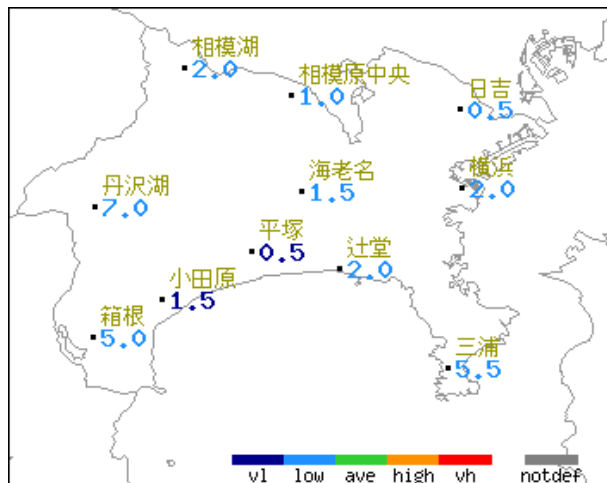 相模湖
2.0
相模原中央
1.0
日吉
0.5
丹沢湖
7.0
海老名
1.5
横浜
2.0
平塚
0.5
辻堂
2.0
小田原
1.5
箱根
5.0
三浦
5.5
vl low ave high vh notdef